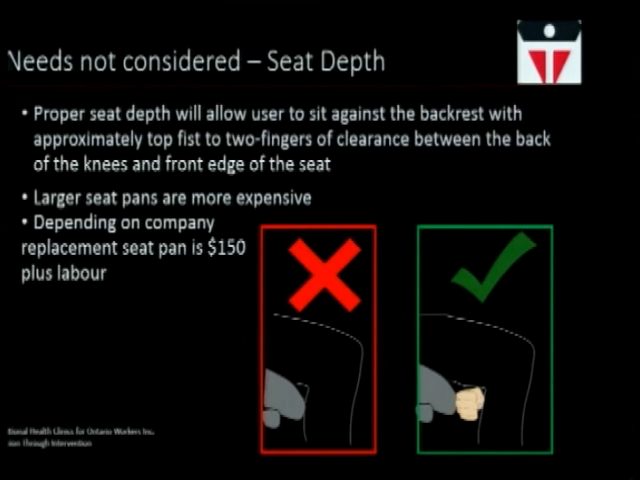 Needs not considered – Seat Depth
• Proper seat depth will allow user to sit against the backrest with
approximately top fist to two-fingers of clearance between the back
of the knees and front edge of the seat
• Larger seat pans are more expensive
• Depending on company
replacement seat pan is $150
plus labour
tional Health Clinics for Ontario Workers Inc.
ion Through Intervention